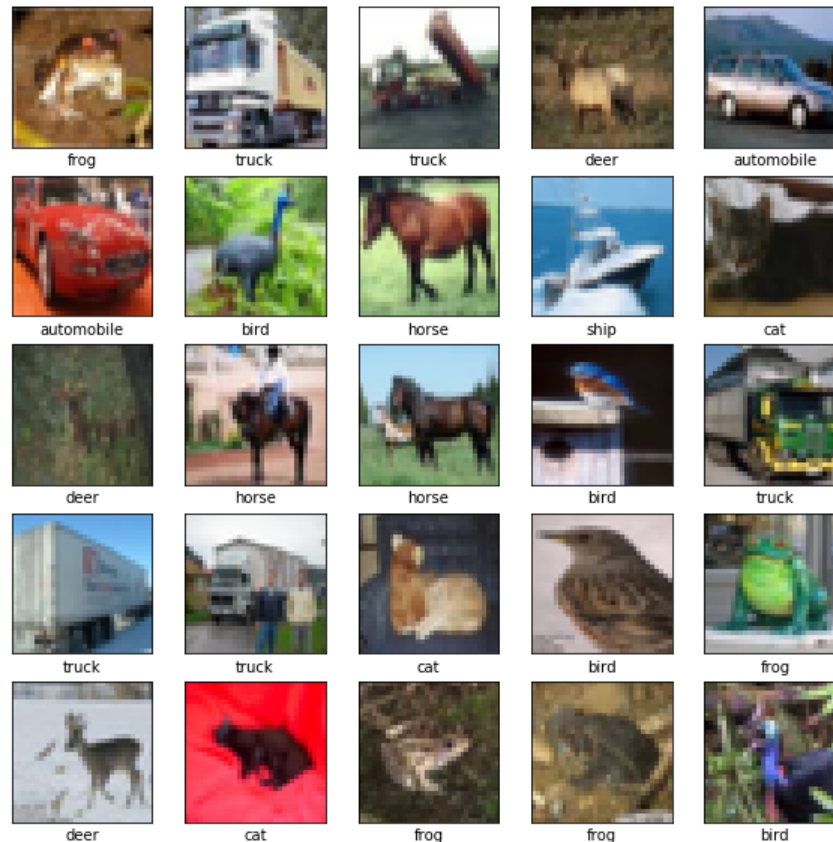 frog truck truck deer automobile
automobile bird horse ship cat
deer horse horse bird truck
truck truck cat bird frog
deer cat frog frog bird